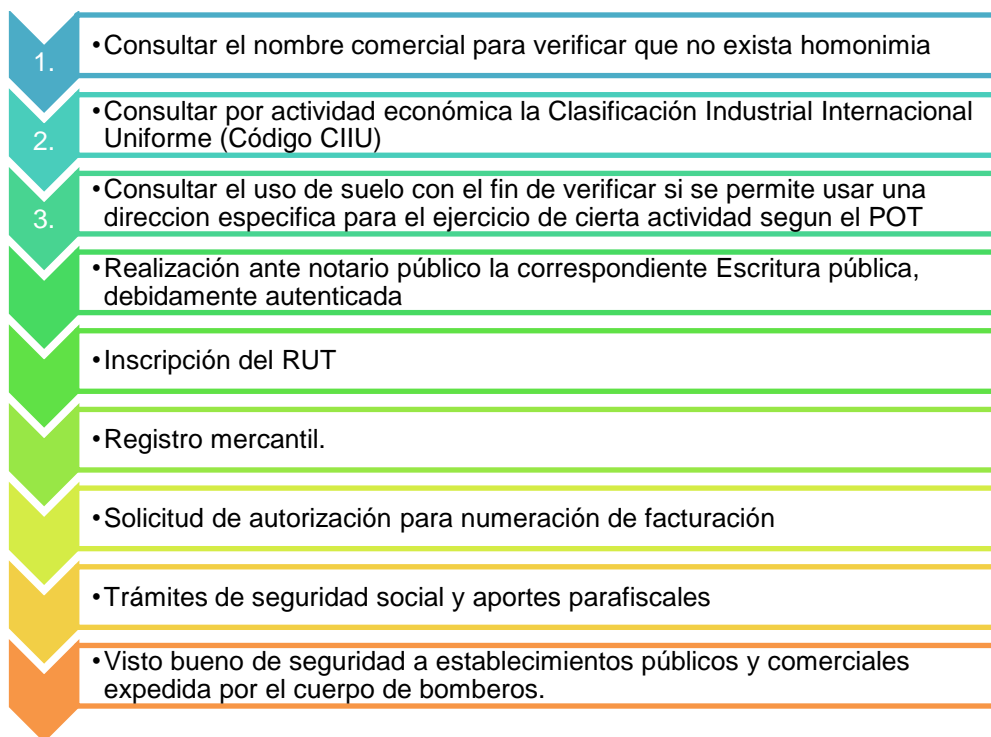 1.
•Consultar el nombre comercial para verificar que no exista homonimia
2.
•Consultar por actividad económica la Clasificación Industrial Internacional
Uniforme (Código CIIU)
3.
•Consultar el uso de suelo con el fin de verificar si se permite usar una
direccion especifica para el ejercicio de cierta actividad segun el POT
•Realización ante notario público la correspondiente Escritura pública,
debidamente autenticada
•Inscripción del RUT
•Registro mercantil.
•Solicitud de autorización para numeración de facturación
•Trámites de seguridad social y aportes parafiscales
•Visto bueno de seguridad a establecimientos públicos y comerciales
expedida por el cuerpo de bomberos.